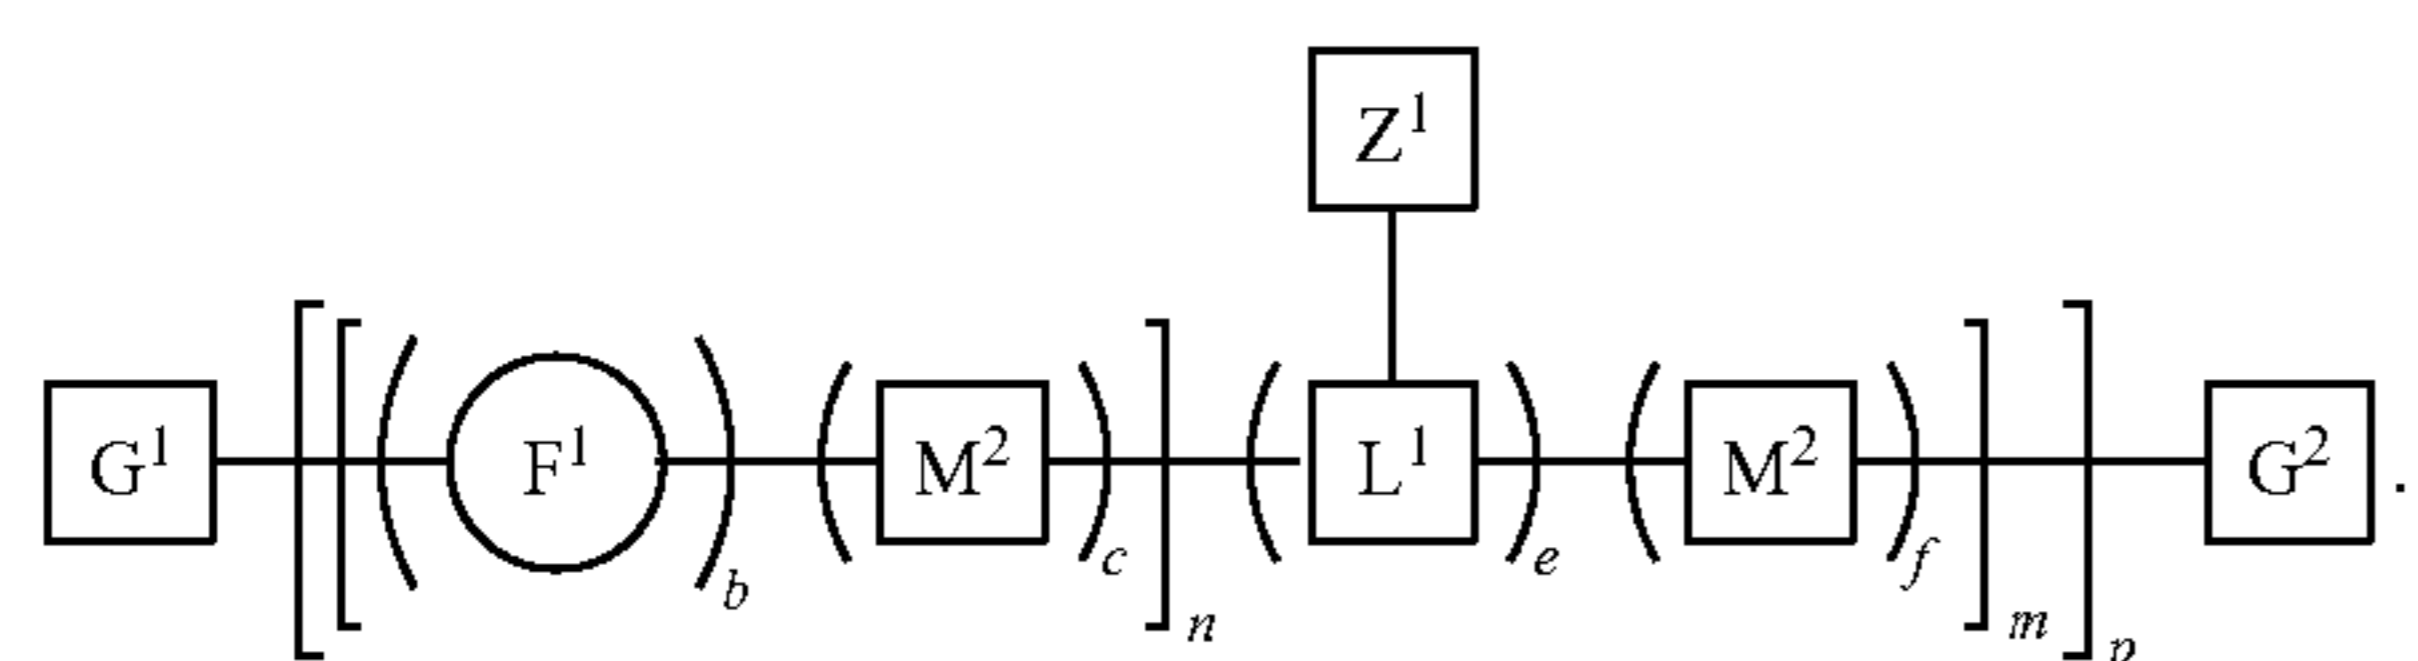 Z¹
G¹ [ [ ( F¹ )b ( M² )c ]n ( L¹ )e ( M² )f ]m ]p G² .